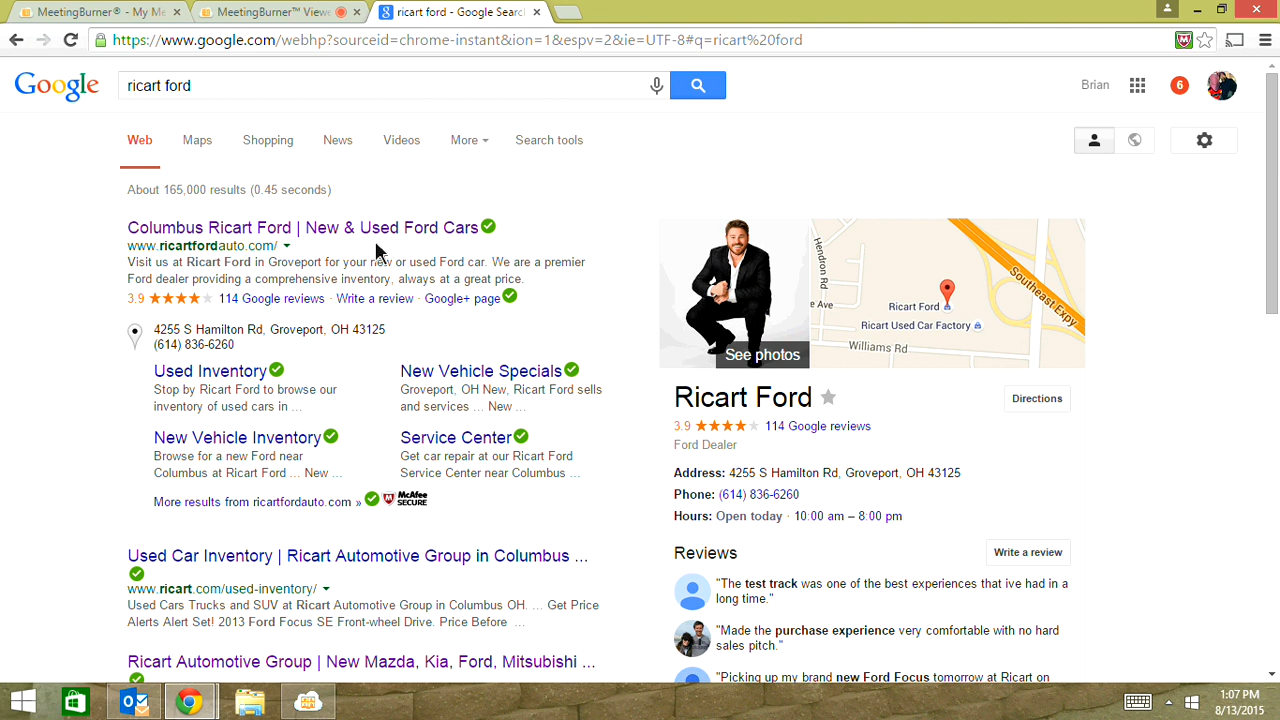 MeetingBurner® - My Me
MeetingBurner™ View
ricart ford - Google Searc
https://www.google.com/webhp?sourceid=chrome-instant&ion=1&espv=2&ie=UTF-8#q=ricart%20ford
Google
ricart ford
Brian
6
Web
Maps
Shopping
News
Videos
More
Search tools
About 165,000 results (0.45 seconds)
Columbus Ricart Ford | New & Used Ford Cars
www.ricartfordauto.com/
Visit us at Ricart Ford in Groveport for your new or used Ford car. We are a premier
Ford dealer providing a comprehensive inventory, always at a great price.
3.9 114 Google reviews · Write a review · Google+ page
4255 S Hamilton Rd, Groveport, OH 43125
(614) 836-6260
Used Inventory
Stop by Ricart Ford to browse our
inventory of used cars in ...
New Vehicle Specials
Groveport, OH New, Ricart Ford sells
and services ... New ...
New Vehicle Inventory
Browse for a new Ford near
Columbus at Ricart Ford ... New ...
Service Center
Get car repair at our Ricart Ford
Service Center near Columbus ...
More results from ricartfordauto.com »
McAfee
SECURE
Used Car Inventory | Ricart Automotive Group in Columbus ...
www.ricart.com/used-inventory/
Used Cars Trucks and SUV at Ricart Automotive Group in Columbus OH. ... Get Price
Alerts Alert Set! 2013 Ford Focus SE Front-wheel Drive. Price Before ...
Ricart Automotive Group | New Mazda, Kia, Ford, Mitsubishi ...
See photos
Hendron Rd
e Ave
Ricart Ford
Ricart Used Car Factory
Williams Rd
Southeast Expy
Ricart Ford
Directions
3.9 114 Google reviews
Ford Dealer
Address: 4255 S Hamilton Rd, Groveport, OH 43125
Phone: (614) 836-6260
Hours: Open today · 10:00 am – 8:00 pm
Reviews
Write a review
"The test track was one of the best experiences that ive had in a
long time."
"Made the purchase experience very comfortable with no hard
sales pitch."
"Picking up my brand new Ford Focus tomorrow at Ricart on
1:07 PM
8/13/2015